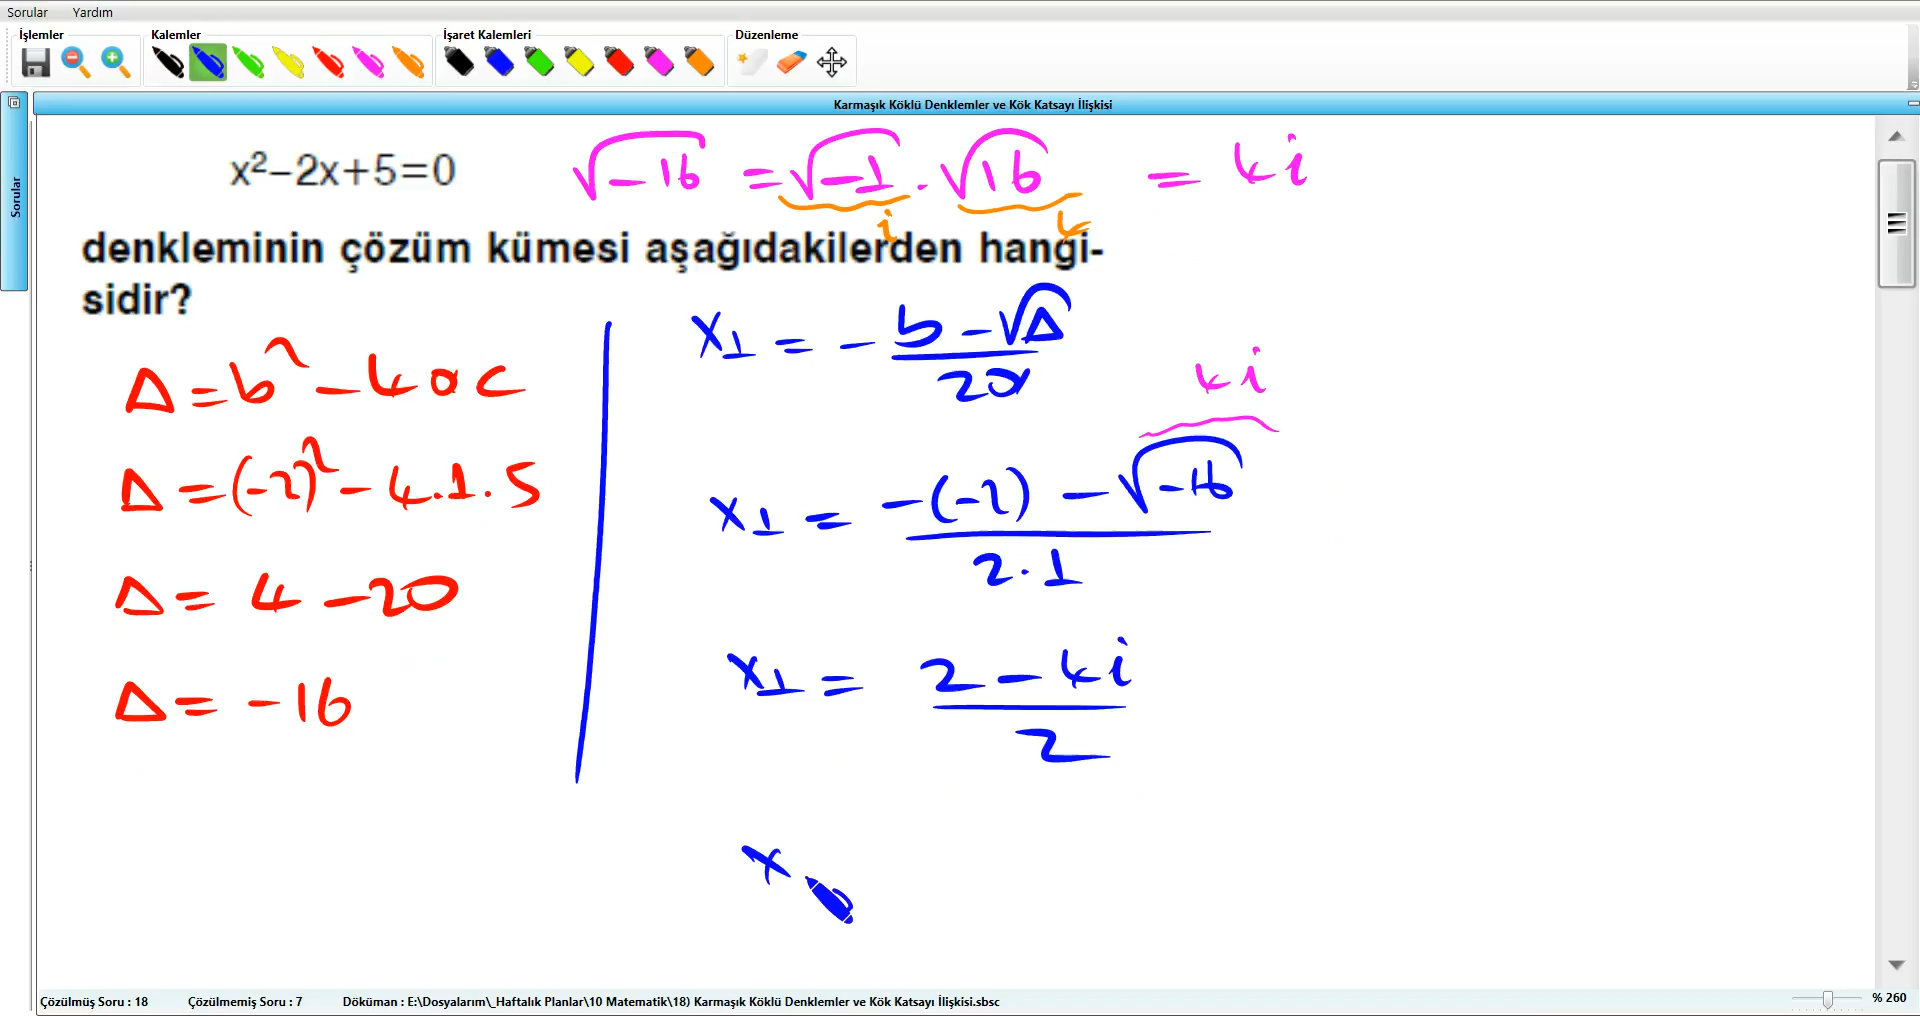 Sorular Yardım
İşlemler Kalemler İşaret Kalemleri Düzenleme
Sorular
Karmaşık Köklü Denklemler ve Kök Katsayı İlişkisi
x²−2x+5=0
√-16 = √-1 . √16 = 4i
i 4
denkleminin çözüm kümesi aşağıdakilerden hangi-
sidir?
Δ = b² - 4ac
Δ = (-2)² - 4.1.5
Δ = 4 - 20
Δ = -16
x₁ = -b - √Δ
2a
4i
x₁ = -(-2) - √-16
2.1
x₁ = 2 - 4i
2
x
Çözülmüş Soru : 18 Çözülmemiş Soru : 7 Döküman : E:\Dosyalarım\_Haftalık Planlar\10 Matematik\18) Karmaşık Köklü Denklemler ve Kök Katsayı İlişkisi.sbsc % 260